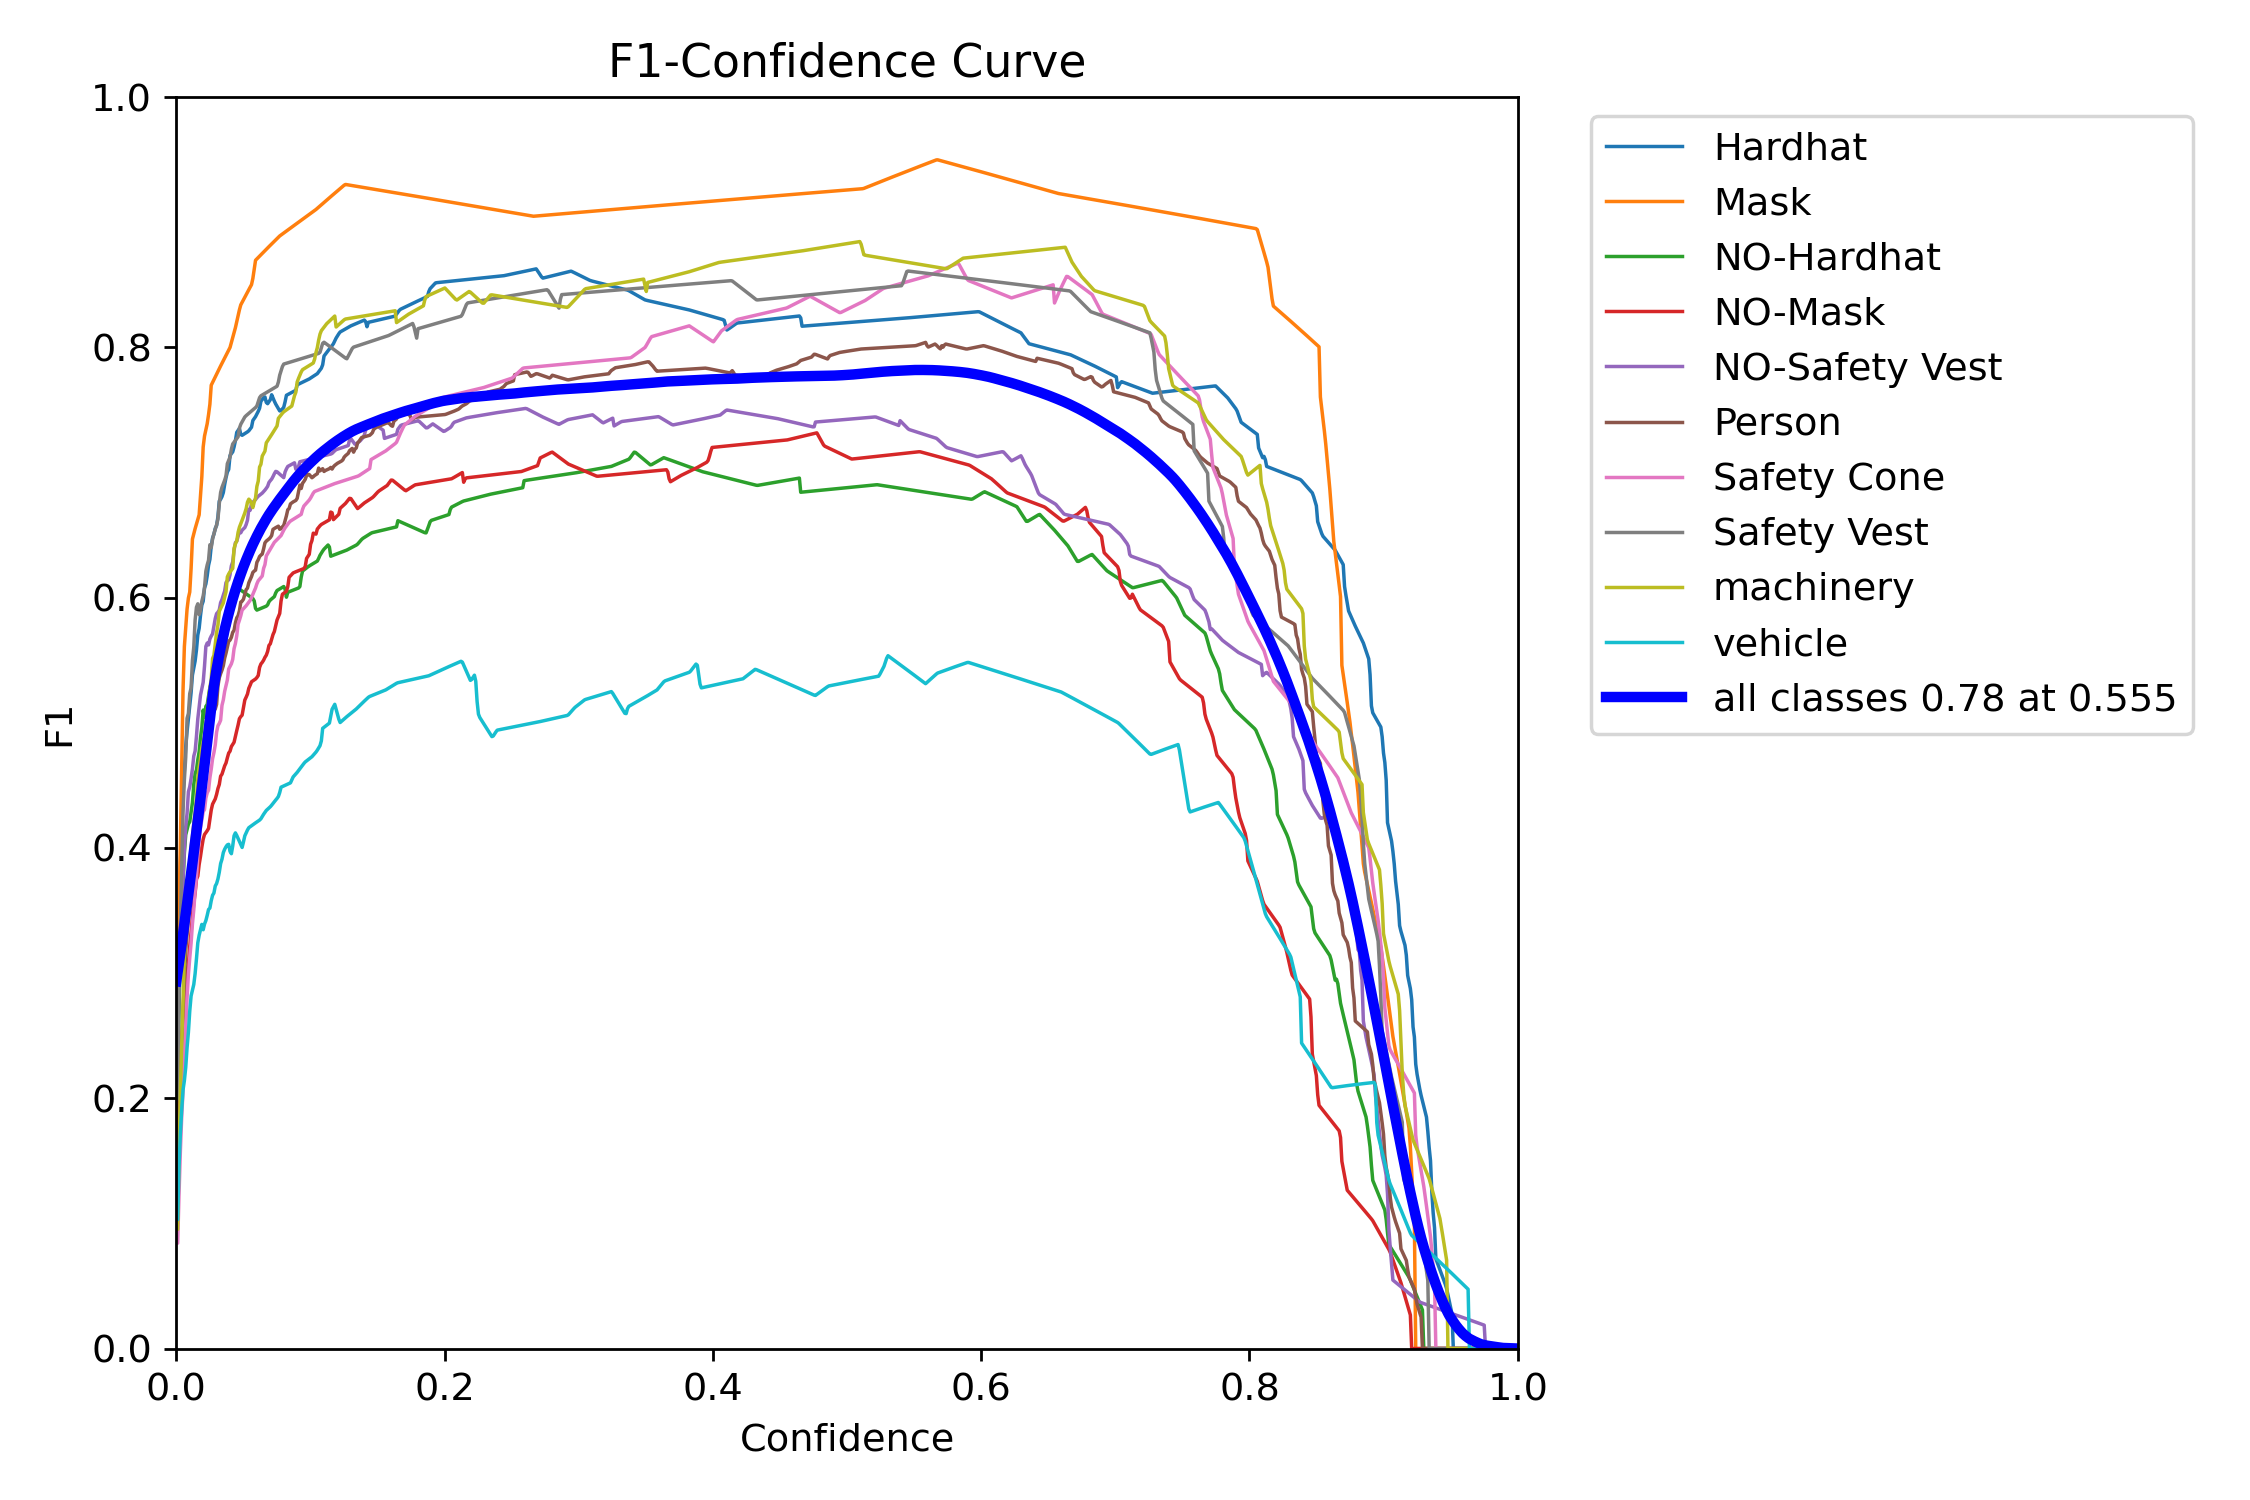 F1-Confidence Curve
1.0
0.8
0.6
0.4
0.2
0.0
F1
0.0 0.2 0.4 0.6 0.8 1.0
Confidence
Hardhat
Mask
NO-Hardhat
NO-Mask
NO-Safety Vest
Person
Safety Cone
Safety Vest
machinery
vehicle
all classes 0.78 at 0.555